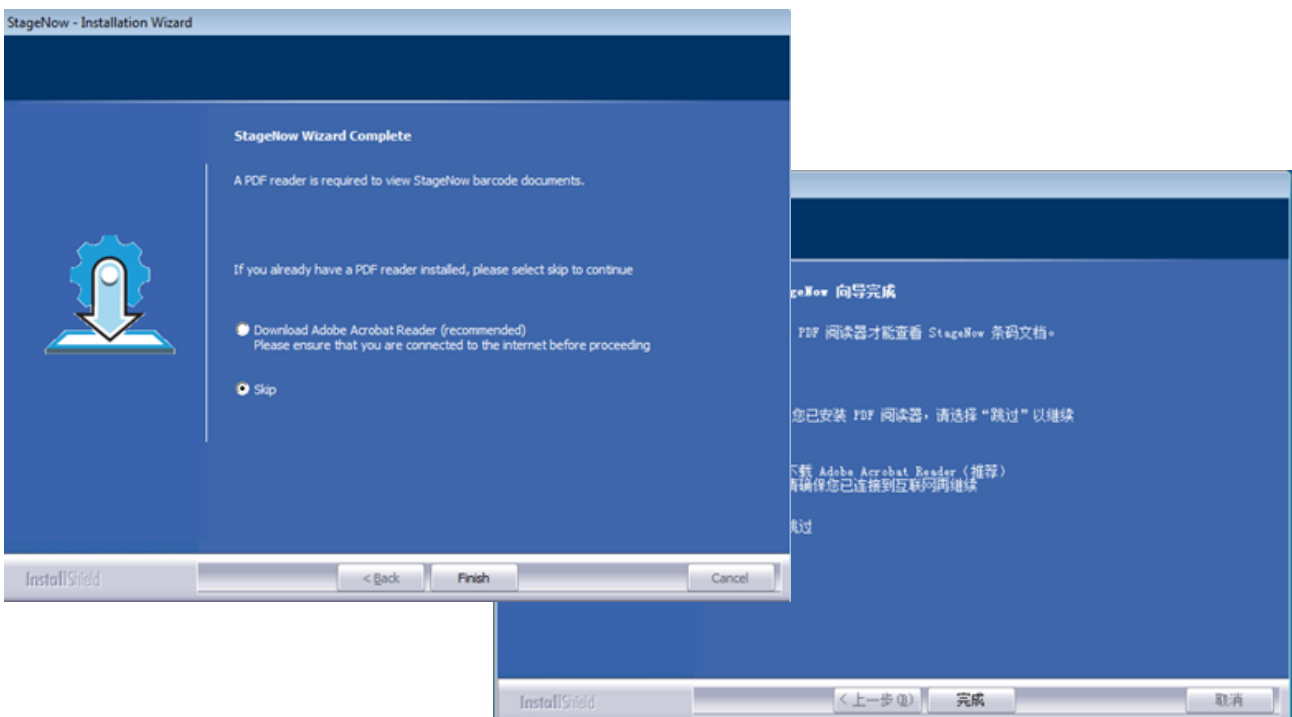 StageNow - Installation Wizard
StageNow Wizard Complete
A PDF reader is required to view StageNow barcode documents.
If you already have a PDF reader installed, please select skip to continue
Download Adobe Acrobat Reader (recommended)
Please ensure that you are connected to the internet before proceeding
Skip
InstallShield
< Back
Finish
Cancel
geNow 向导完成
PDF 阅读器才能查看 StageNow 条码文档。
您已安装 PDF 阅读器，请选择“跳过”以继续
下载 Adobe Acrobat Reader（推荐）
请确保您已连接到互联网再继续
跳过
InstallShield
<上一步(B)
完成
取消